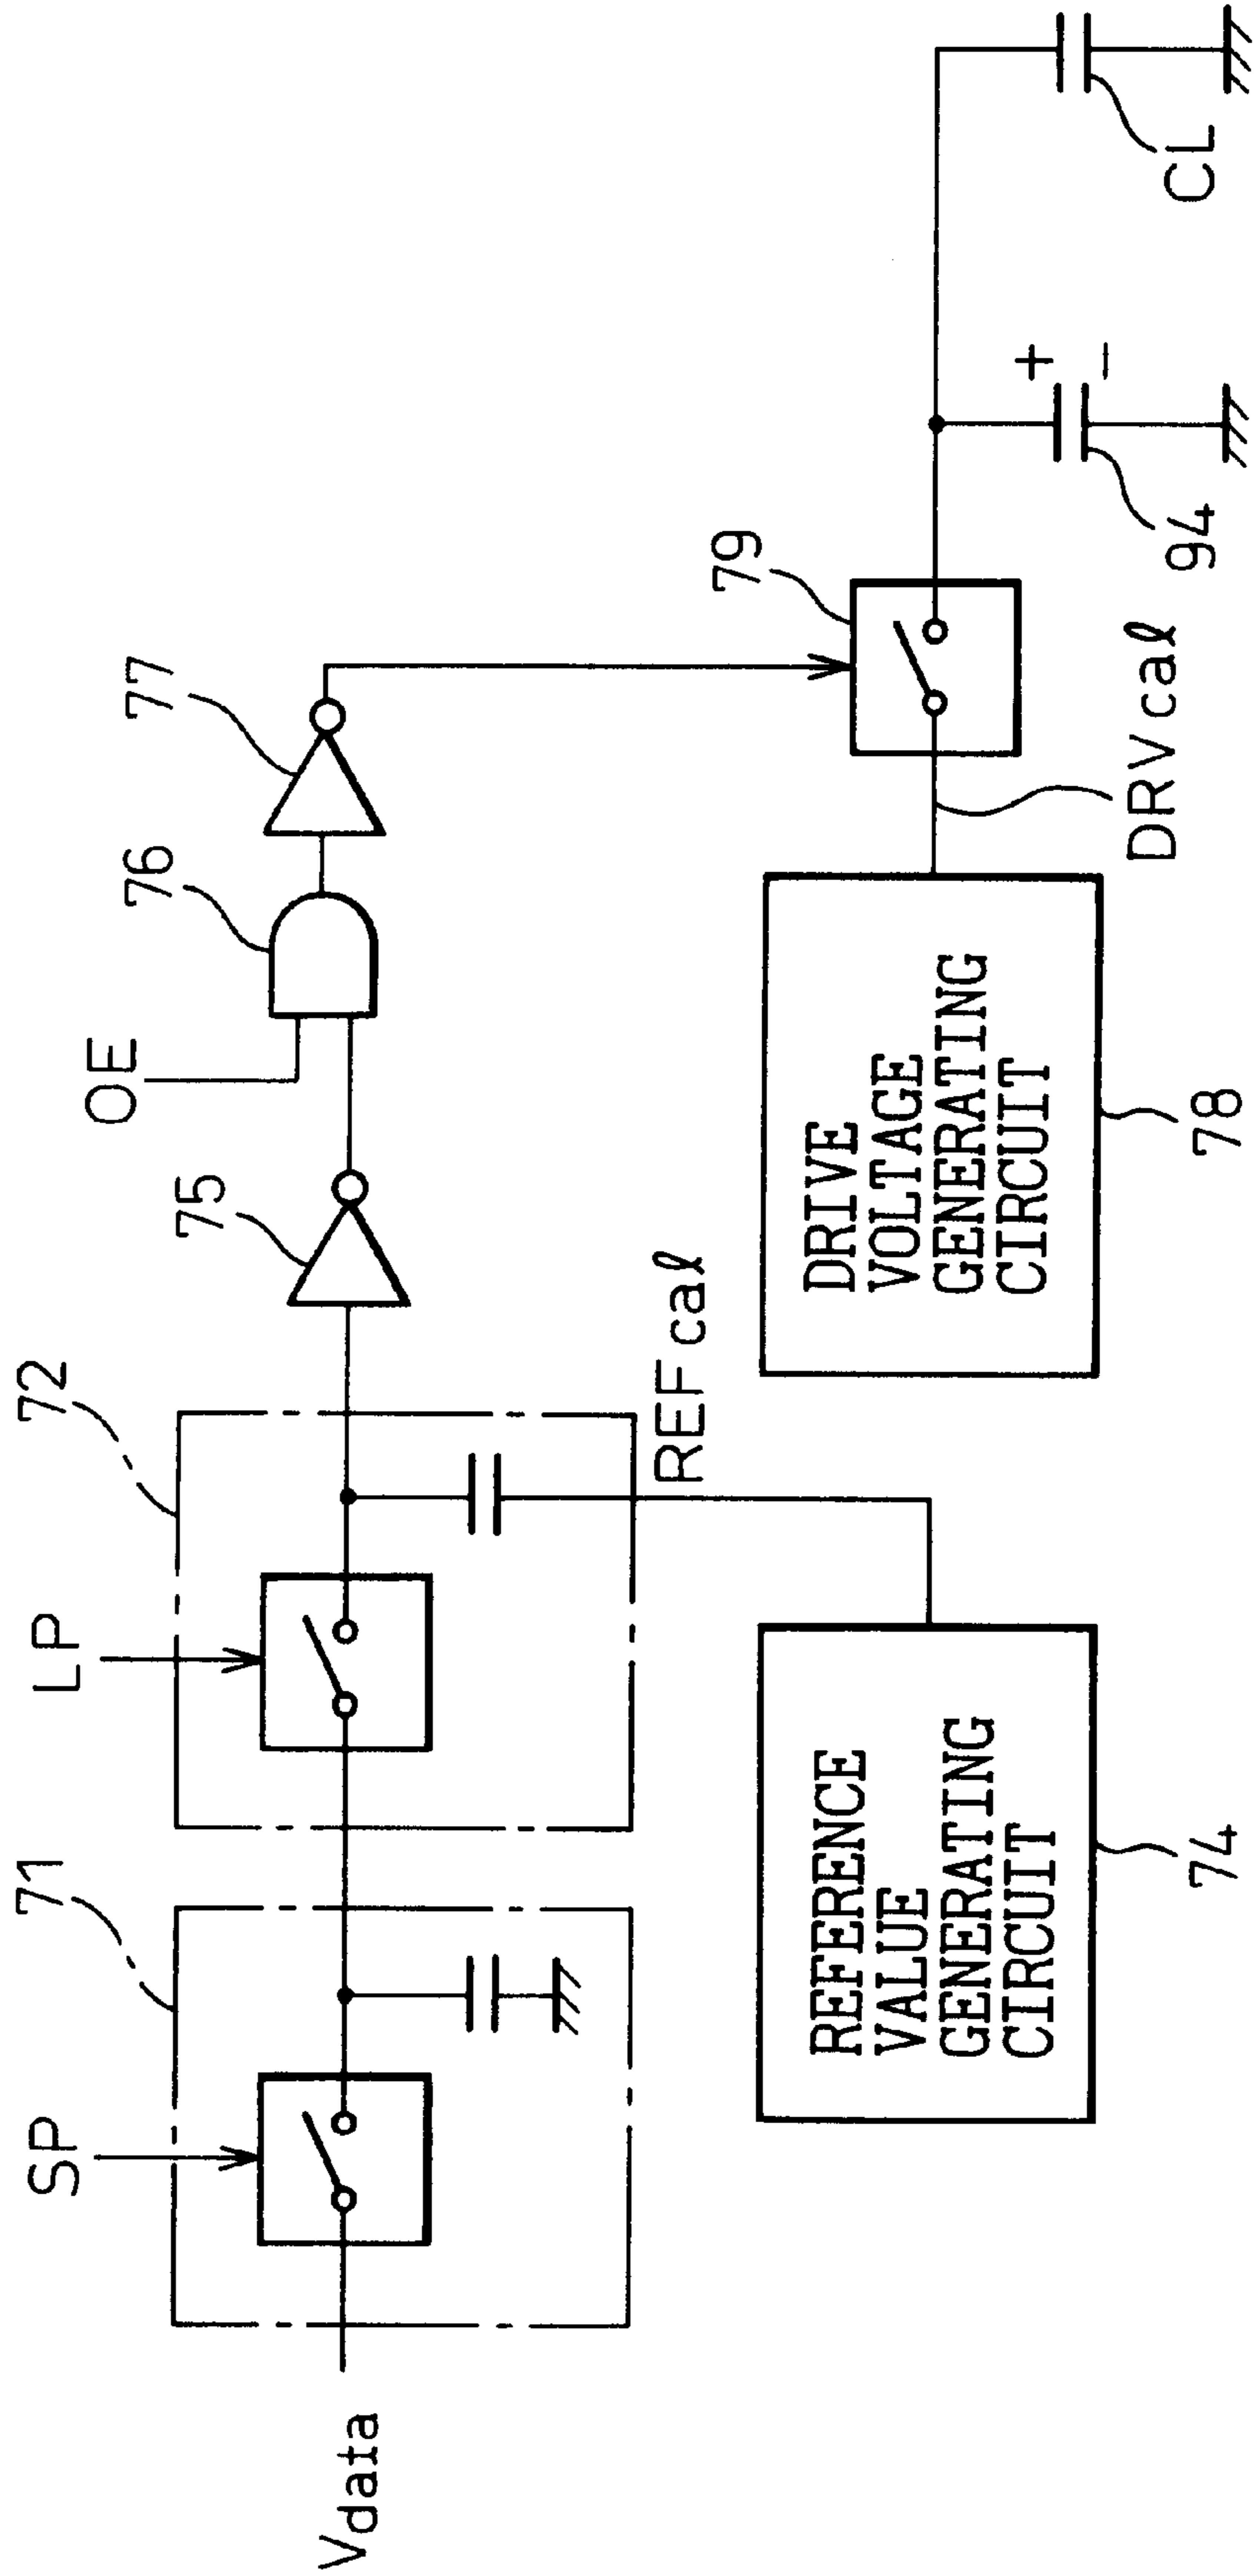 SP
71
LP
72
75
OE
76
77
Vdata
REFcal
79
REFERENCE
VALUE
GENERATING
CIRCUIT
74
DRIVE
VOLTAGE
GENERATING
CIRCUIT
78
DRVcal
+
−
94
CL